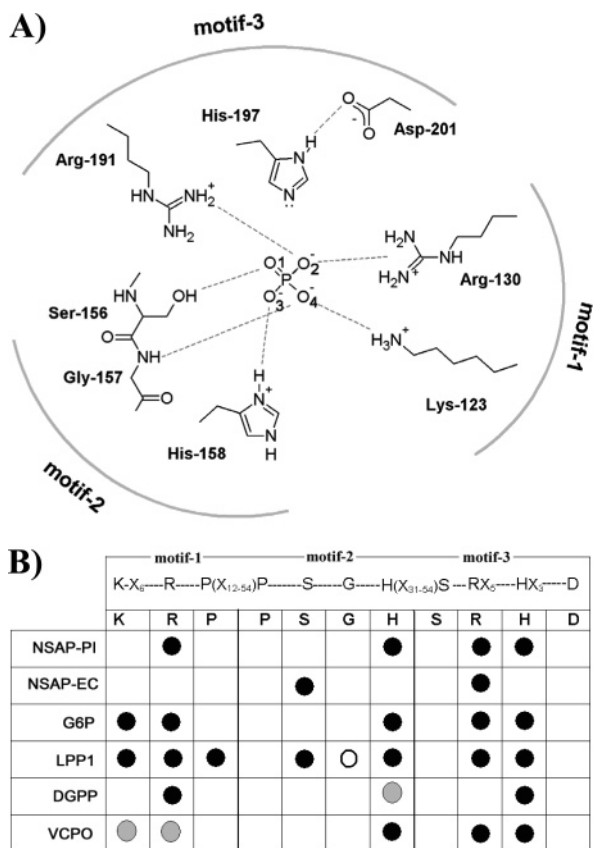 A)
motif-3
His-197
Asp-201
Arg-191
H
O
O
-
N
N
NH
NH2
+
NH2
O1
O2
-
P
O3
-
O4
-
H2N
H2N
+
NH
Arg-130
motif-1
HN
OH
Ser-156
O
NH
Gly-157
O
H3N
+
Lys-123
H
N
+
N
H
His-158
motif-2
B)
motif-1 motif-2 motif-3
K-X6-----R----P(X12-54)P-----S-----G----H(X31-54)S----RX5----HX3----D
K R P P S G H S R H D
NSAP-PI
NSAP-EC
G6P
LPP1
DGPP
VCPO